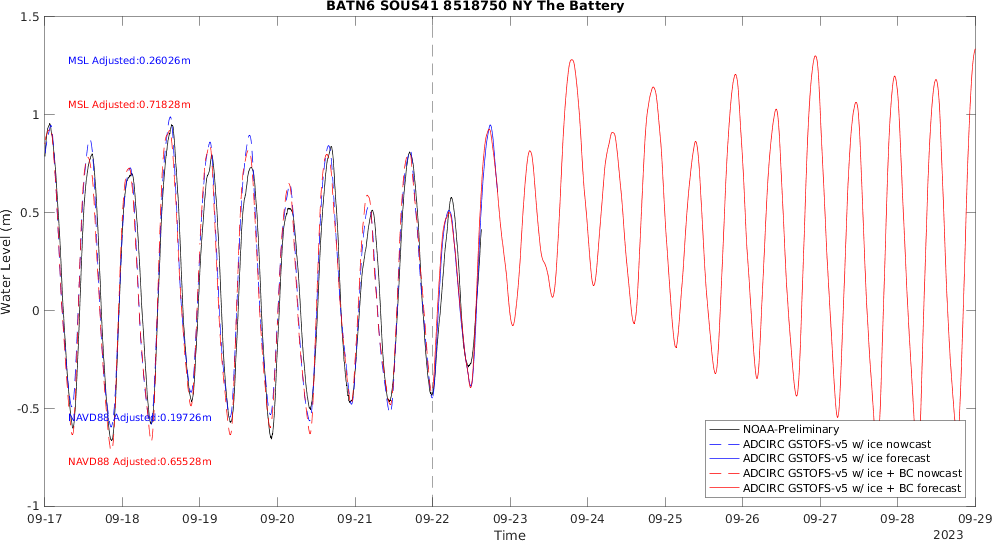 BATN6 SOUS41 8518750 NY The Battery
Water Level (m)
1.5
1
0.5
0
-0.5
-1
MSL Adjusted:0.26026m
MSL Adjusted:0.71828m
NAVD88 Adjusted:0.19726m
NAVD88 Adjusted:0.65528m
NOAA-Preliminary
ADCIRC GSTOFS-v5 w/ ice nowcast
ADCIRC GSTOFS-v5 w/ ice forecast
ADCIRC GSTOFS-v5 w/ ice + BC nowcast
ADCIRC GSTOFS-v5 w/ ice + BC forecast
09-17 09-18 09-19 09-20 09-21 09-22 09-23 09-24 09-25 09-26 09-27 09-28 09-29
Time
2023